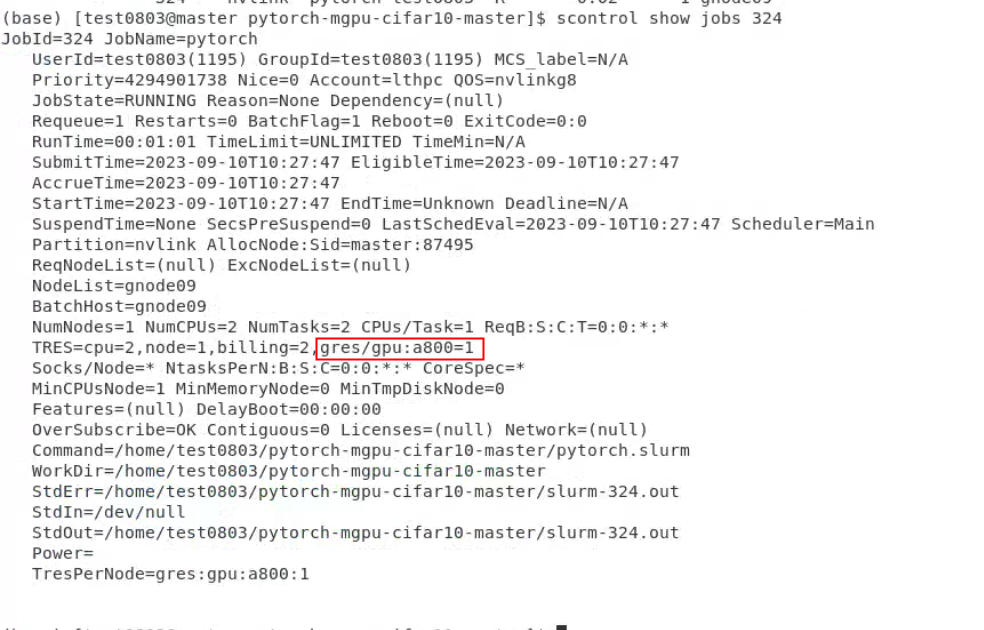 (base) [test0803@master pytorch-mgpu-cifar10-master]$ scontrol show jobs 324
JobId=324 JobName=pytorch
UserId=test0803(1195) GroupId=test0803(1195) MCS_label=N/A
Priority=4294901738 Nice=0 Account=lthpc QOS=nvlinkg8
JobState=RUNNING Reason=None Dependency=(null)
Requeue=1 Restarts=0 BatchFlag=1 Reboot=0 ExitCode=0:0
RunTime=00:01:01 TimeLimit=UNLIMITED TimeMin=N/A
SubmitTime=2023-09-10T10:27:47 EligibleTime=2023-09-10T10:27:47
AccrueTime=2023-09-10T10:27:47
StartTime=2023-09-10T10:27:47 EndTime=Unknown Deadline=N/A
SuspendTime=None SecsPreSuspend=0 LastSchedEval=2023-09-10T10:27:47 Scheduler=Main
Partition=nvlink AllocNode:Sid=master:87495
ReqNodeList=(null) ExcNodeList=(null)
NodeList=gnode09
BatchHost=gnode09
NumNodes=1 NumCPUs=2 NumTasks=2 CPUs/Task=1 ReqB:S:C:T=0:0:*:*
TRES=cpu=2,node=1,billing=2,gres/gpu:a800=1
Socks/Node=* NtasksPerN:B:S:C=0:0:*:* CoreSpec=*
MinCPUsNode=1 MinMemoryNode=0 MinTmpDiskNode=0
Features=(null) DelayBoot=00:00:00
OverSubscribe=OK Contiguous=0 Licenses=(null) Network=(null)
Command=/home/test0803/pytorch-mgpu-cifar10-master/pytorch.slurm
WorkDir=/home/test0803/pytorch-mgpu-cifar10-master
StdErr=/home/test0803/pytorch-mgpu-cifar10-master/slurm-324.out
StdIn=/dev/null
StdOut=/home/test0803/pytorch-mgpu-cifar10-master/slurm-324.out
Power=
TresPerNode=gres:gpu:a800:1